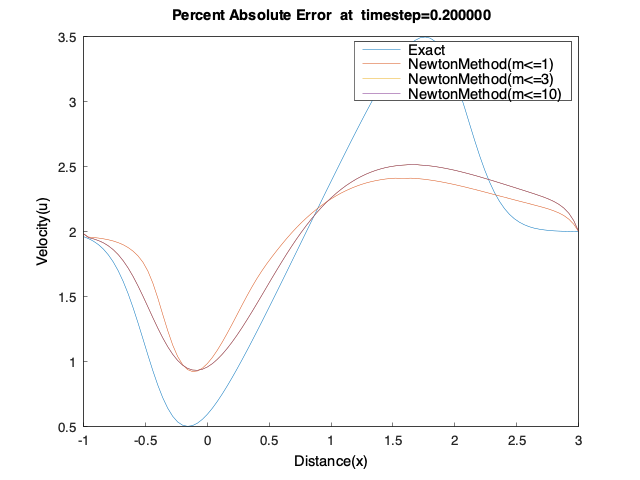 Percent Absolute Error at timestep=0.200000
3.5
Exact
NewtonMethod(m<=1)
NewtonMethod(m<=3)
NewtonMethod(m<=10)
3
2.5
2
1.5
1
0.5
Velocity(u)
-1 -0.5 0 0.5 1 1.5 2 2.5 3
Distance(x)